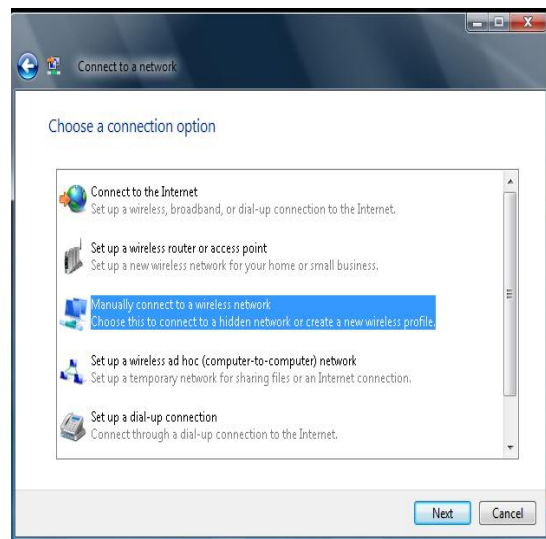 Connect to a network
Choose a connection option
Connect to the Internet
Set up a wireless, broadband, or dial-up connection to the Internet.
Set up a wireless router or access point
Set up a new wireless network for your home or small business.
Manually connect to a wireless network
Choose this to connect to a hidden network or create a new wireless profile.
Set up a wireless ad hoc (computer-to-computer) network
Set up a temporary network for sharing files or an Internet connection.
Set up a dial-up connection
Connect through a dial-up connection to the Internet.
Next Cancel